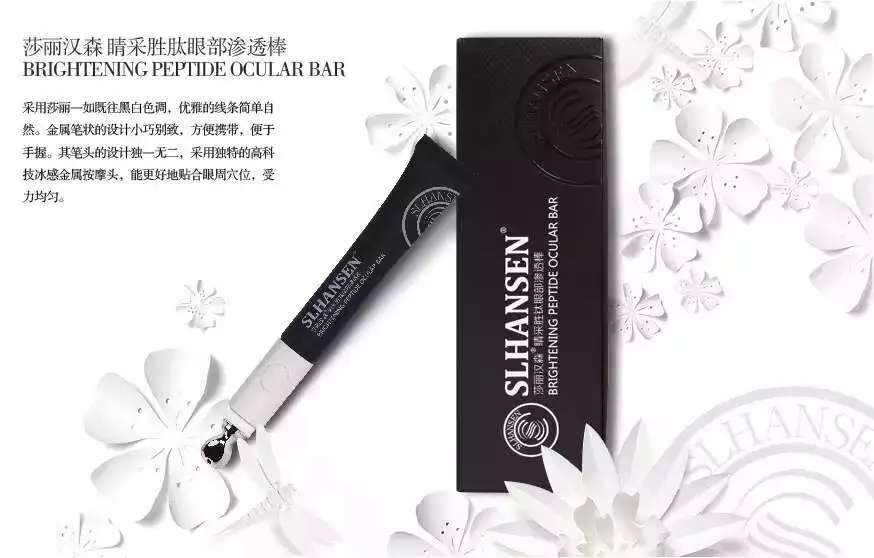 莎丽汉森 睛采胜肽眼部渗透棒
BRIGHTENING PEPTIDE OCULAR BAR
采用莎丽一如既往黑白色调，优雅的线条简单自
然。金属笔状的设计小巧别致，方便携带，便于
手握。其笔头的设计独一无二，采用独特的高科
技冰感金属按摩头，能更好地贴合眼周穴位，受
力均匀。
SLHANSEN
SLHANSEN
SLHANSEN®
BRIGHTENING PEPTIDE OCULAR BAR
SLHANSEN®
莎丽汉森®睛采胜肽眼部渗透棒
BRIGHTENING PEPTIDE OCULAR BAR
SLHANSEN
SLHANSEN